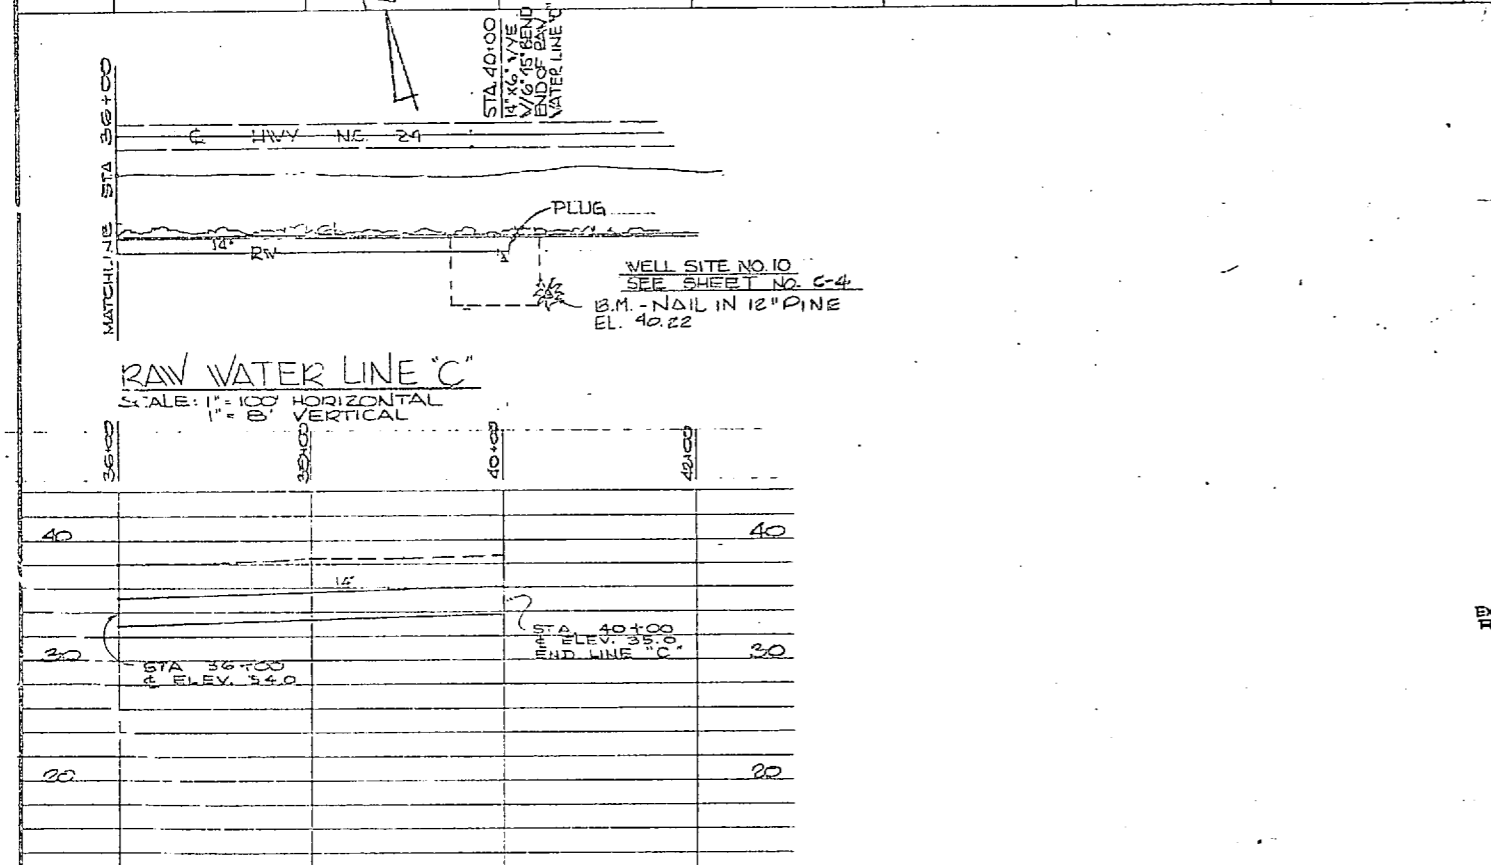 STA. 40+00
14"x6" WYE
W/6" 45° BEND
END OF RAW
WATER LINE "C"
MATCHLINE STA 36+00
℄ HWY NC. 24
PLUG
14"
RW
WELL SITE NO. 10
SEE SHEET NO. C-4
B.M. - NAIL IN 12" PINE
EL. 40.22
RAW WATER LINE "C"
SCALE: 1" = 100' HORIZONTAL
1" = 8' VERTICAL
36+00
38+00
40+00
42+00
40
40
14"
STA 40+00
℄ ELEV. 35.0
END LINE "C"
30
30
STA 36+00
℄ ELEV. 34.0
20
20